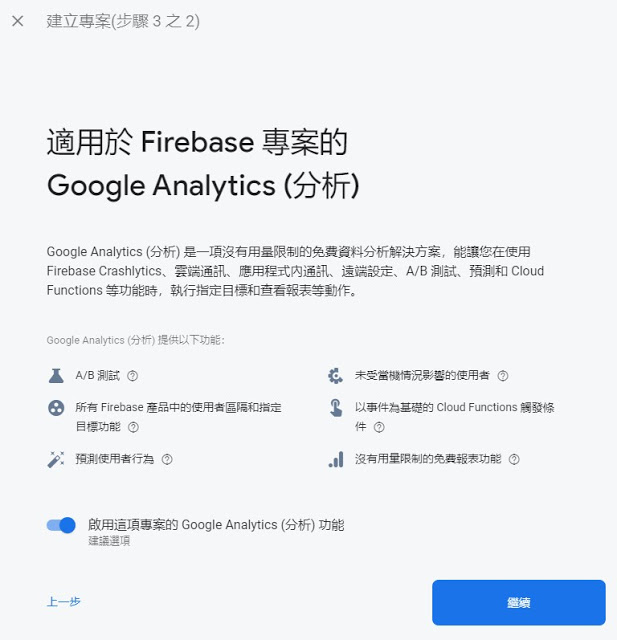 建立專案(步驟 3 之 2)
適用於 Firebase 專案的
Google Analytics (分析)
Google Analytics (分析) 是一項沒有用量限制的免費資料分析解決方案，能讓您在使用
Firebase Crashlytics、雲端通訊、應用程式內通訊、遠端設定、A/B 測試、預測和 Cloud
Functions 等功能時，執行指定目標和查看報表等動作。
Google Analytics (分析) 提供以下功能：
A/B 測試
未受當機情況影響的使用者
所有 Firebase 產品中的使用者區隔和指定
目標功能
以事件為基礎的 Cloud Functions 觸發條
件
預測使用者行為
沒有用量限制的免費報表功能
啟用這項專案的 Google Analytics (分析) 功能
建議選項
上一步
繼續